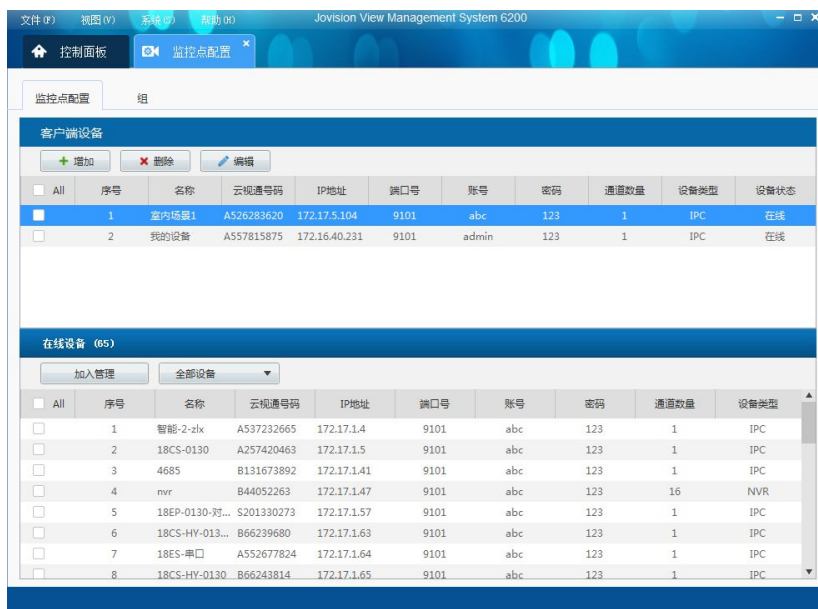 文件(F) 视图(V) 系统(S) 帮助(H) Jovision View Management System 6200
控制面板 监控点配置
监控点配置 组
客户端设备
增加 删除 编辑
All 序号 名称 云视通号码 IP地址 端口号 账号 密码 通道数量 设备类型 设备状态
1 室内场景1 A526283620 172.17.5.104 9101 abc 123 1 IPC 在线
2 我的设备 A557815875 172.16.40.231 9101 admin 123 1 IPC 在线
在线设备 (65)
加入管理 全部设备
All 序号 名称 云视通号码 IP地址 端口号 账号 密码 通道数量 设备类型
1 智能-2-zlx A537232665 172.17.1.4 9101 abc 123 1 IPC
2 18CS-0130 A257420463 172.17.1.5 9101 abc 123 1 IPC
3 4685 B131673892 172.17.1.41 9101 abc 123 1 IPC
4 nvr B44052263 172.17.1.47 9101 abc 123 16 NVR
5 18EP-0130-对... S201330273 172.17.1.57 9101 abc 123 1 IPC
6 18CS-HY-013... B66239680 172.17.1.63 9101 abc 123 1 IPC
7 18ES-串口 A552677824 172.17.1.64 9101 abc 123 1 IPC
8 18CS-HY-0130 B66243814 172.17.1.65 9101 abc 123 1 IPC